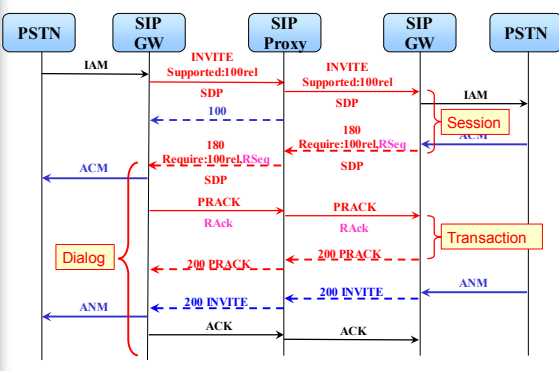 PSTN
SIP
GW
SIP
Proxy
SIP
GW
PSTN
IAM
INVITE
Supported:100rel
SDP
INVITE
Supported:100rel
SDP
100
IAM
Session
ACM
180
Require:100rel,RSeq
SDP
180
Require:100rel,RSeq
SDP
ACM
PRACK
RAck
PRACK
RAck
Transaction
Dialog
200 PRACK
200 PRACK
ANM
200 INVITE
200 INVITE
ANM
ACK
ACK